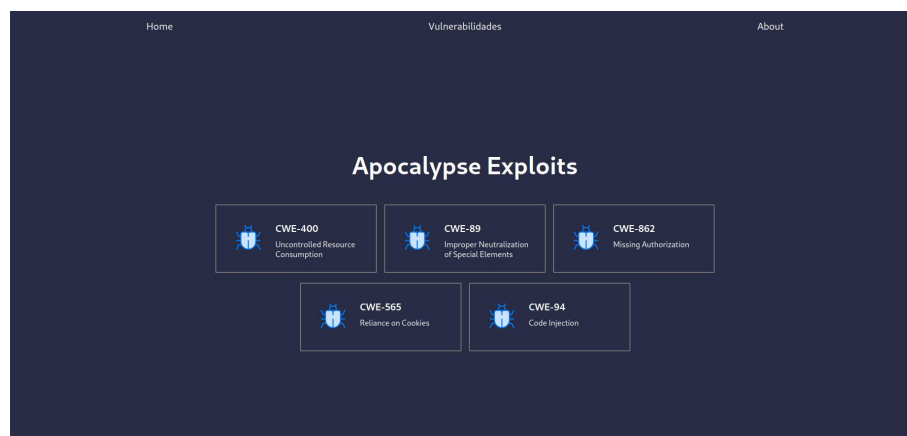 Home Vulnerabilidades About
Apocalypse Exploits
CWE-400
Uncontrolled Resource
Consumption
CWE-89
Improper Neutralization
of Special Elements
CWE-862
Missing Authorization
CWE-565
Reliance on Cookies
CWE-94
Code Injection